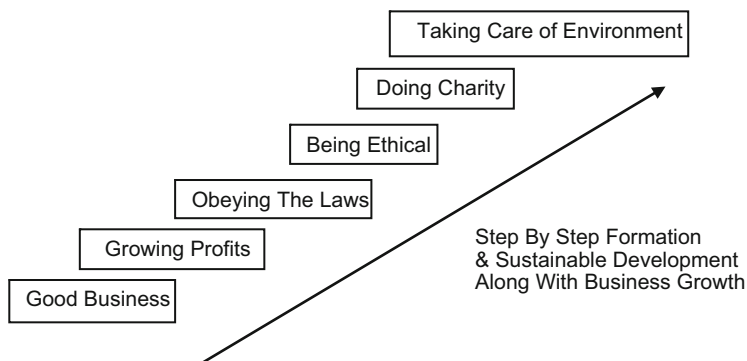 Taking Care of Environment
Doing Charity
Being Ethical
Obeying The Laws
Growing Profits
Good Business
Step By Step Formation
& Sustainable Development
Along With Business Growth